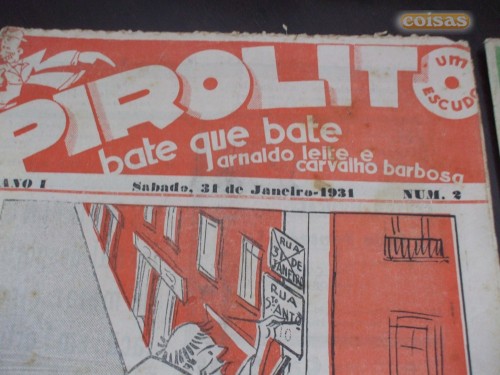 coisas
PIROLITO
UM
ESCUDO
bate que bate
arnaldo leite e
carvalho barbosa
ANO I Sabado, 31 de Janeiro-1931 NUM. 2
RUA
31 DE
JANEIRO
RUA
Sto ANTO